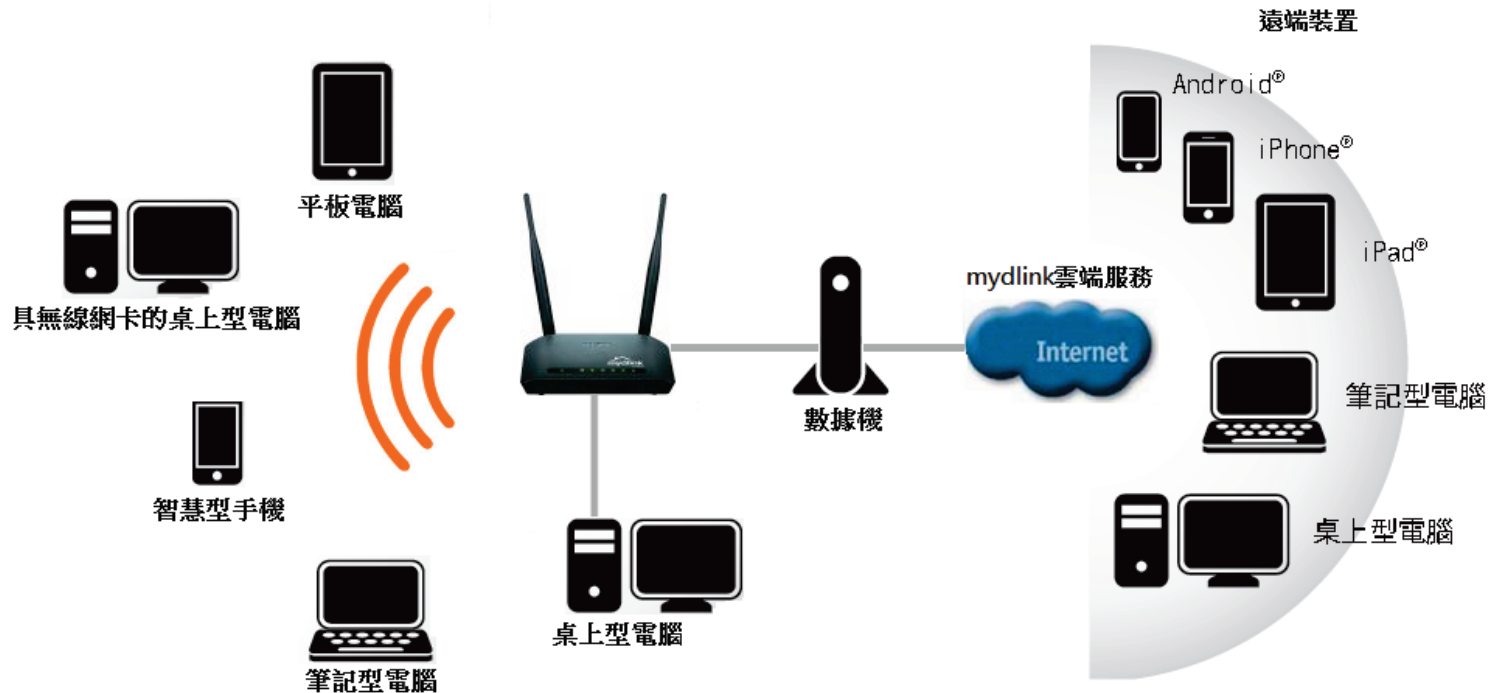 遠端裝置
Android®
iPhone®
iPad®
平板電腦
具無線網卡的桌上型電腦
mydlink雲端服務
Internet
mydlink
數據機
筆記型電腦
智慧型手機
桌上型電腦
桌上型電腦
筆記型電腦